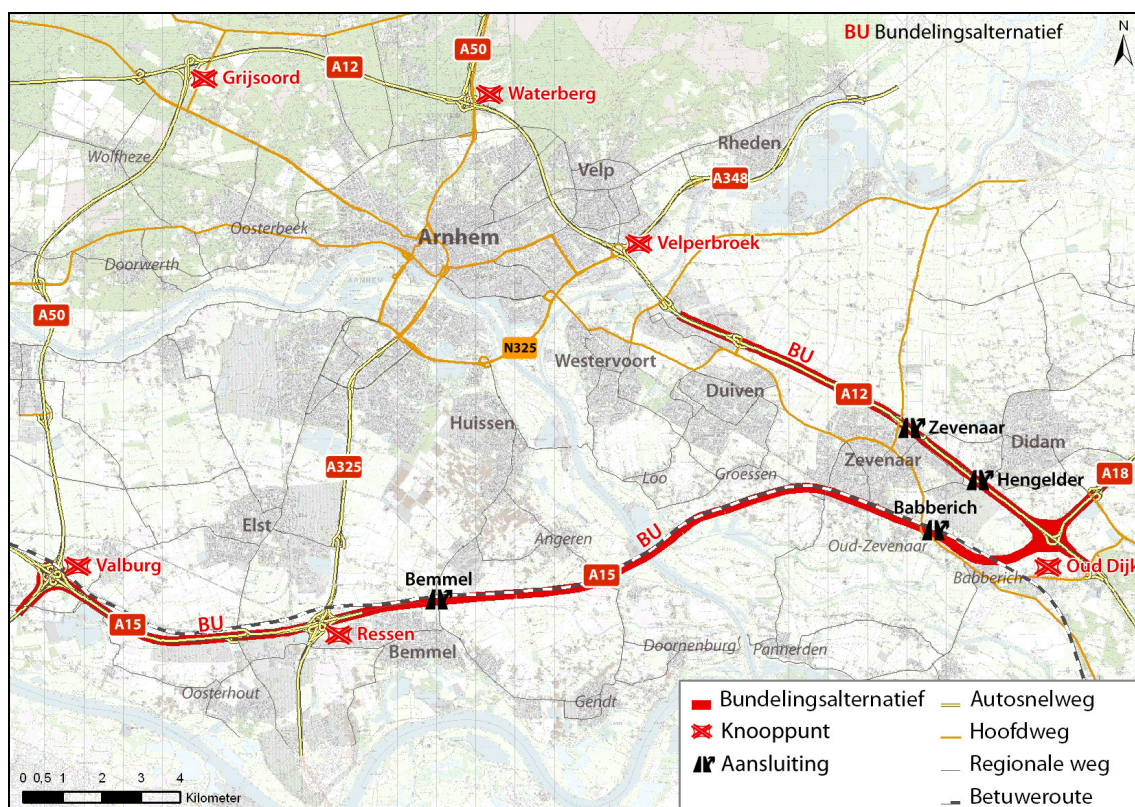 BU Bundelingsalternatief
N
A50
A12
Grijsoord
Waterberg
Wolfheze
Velp
Rheden
A348
Oosterbeek
Arnhem
Velperbroek
Doorwerth
ARNHEM
A50
N325
Westervoort
BU
Duiven
A12
Huissen
Zevenaar
Didam
A325
Groessen
Zevenaar
Loo
Hengelder
A18
Elst
Babberich
Angeren
BU
Oud-Zevenaar
Valburg
Bemmel
A15
Babberich
Oud Dijk
A15
BU
Ressen
Bemmel
Doornenburg
Pannerden
Oosterhout
Gendt
Bundelingsalternatief
Knooppunt
Aansluiting
Autosnelweg
Hoofdweg
Regionale weg
Betuweroute
0 0,5 1 2 3 4
Kilometer